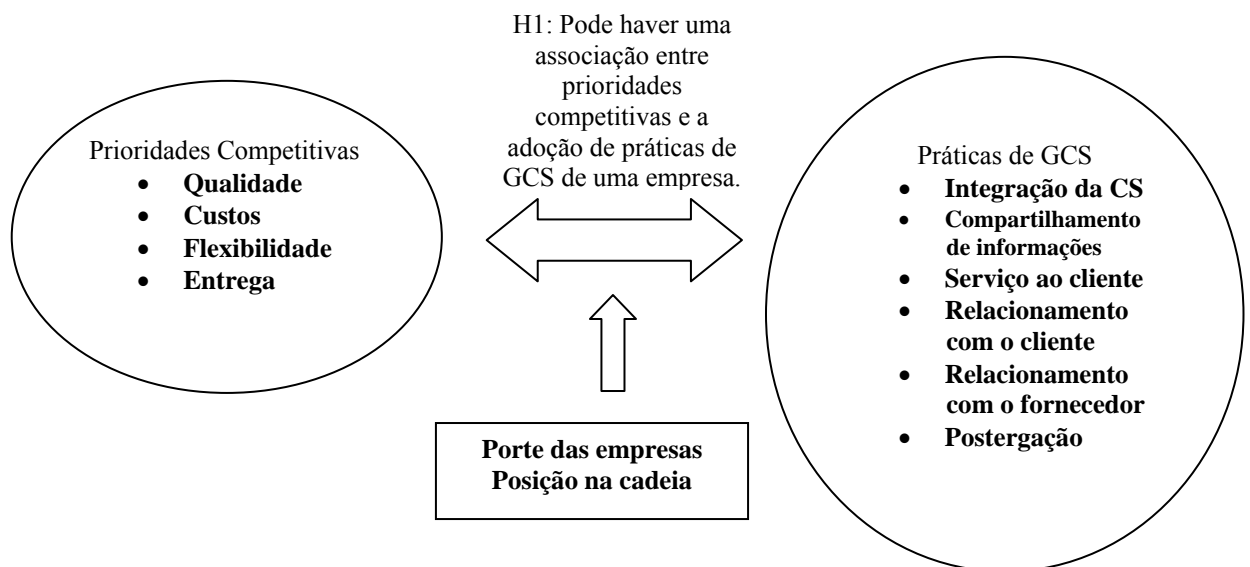 H1: Pode haver uma
associação entre
prioridades
competitivas e a
adoção de práticas de
GCS de uma empresa.
Prioridades Competitivas
• Qualidade
• Custos
• Flexibilidade
• Entrega
Práticas de GCS
• Integração da CS
• Compartilhamento
de informações
• Serviço ao cliente
• Relacionamento
com o cliente
• Relacionamento
com o fornecedor
• Postergação
Porte das empresas
Posição na cadeia